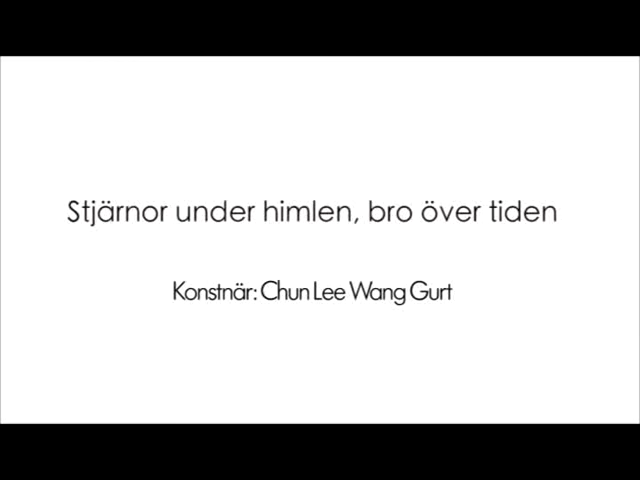 Stjärnor under himlen, bro över tiden
Konstnär: Chun Lee Wang Gurt